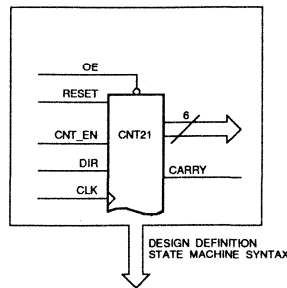 OE
RESET
6
CNT_EN
CNT21
DIR
CARRY
CLK
DESIGN DEFINITION
STATE MACHINE SYNTAX